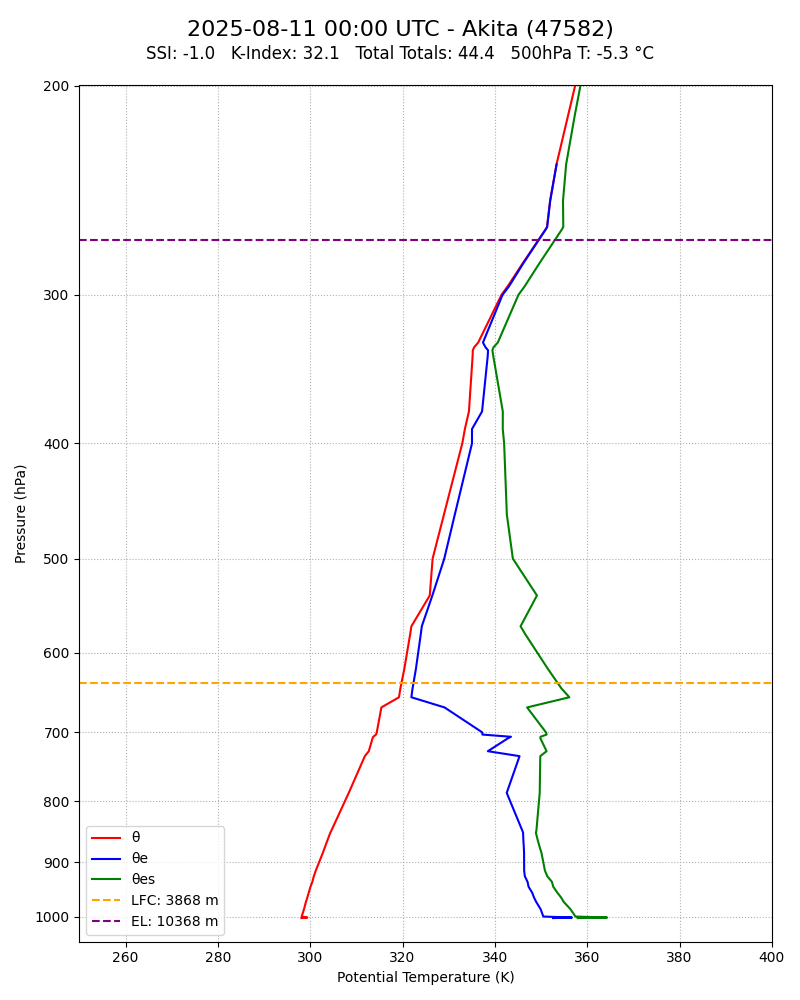 2025-08-11 00:00 UTC - Akita (47582)
SSI: -1.0   K-Index: 32.1   Total Totals: 44.4   500hPa T: -5.3 °C
200
300
400
500
600
700
800
900
1000
Pressure (hPa)
θ
θe
θes
LFC: 3868 m
EL: 10368 m
260
280
300
320
340
360
380
400
Potential Temperature (K)